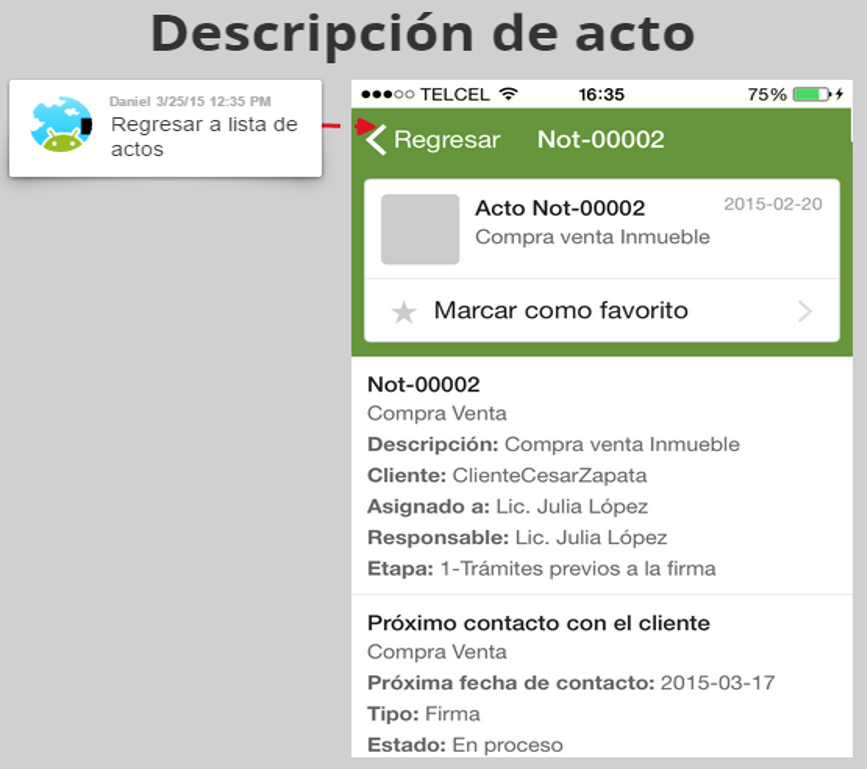 Descripción de acto
Daniel 3/25/15 12:35 PM
Regresar a lista de
actos
TELCEL 16:35 75%
Regresar Not-00002
Acto Not-00002 2015-02-20
Compra venta Inmueble
Marcar como favorito
Not-00002
Compra Venta
Descripción: Compra venta Inmueble
Cliente: ClienteCesarZapata
Asignado a: Lic. Julia López
Responsable: Lic. Julia López
Etapa: 1-Trámites previos a la firma
Próximo contacto con el cliente
Compra Venta
Próxima fecha de contacto: 2015-03-17
Tipo: Firma
Estado: En proceso